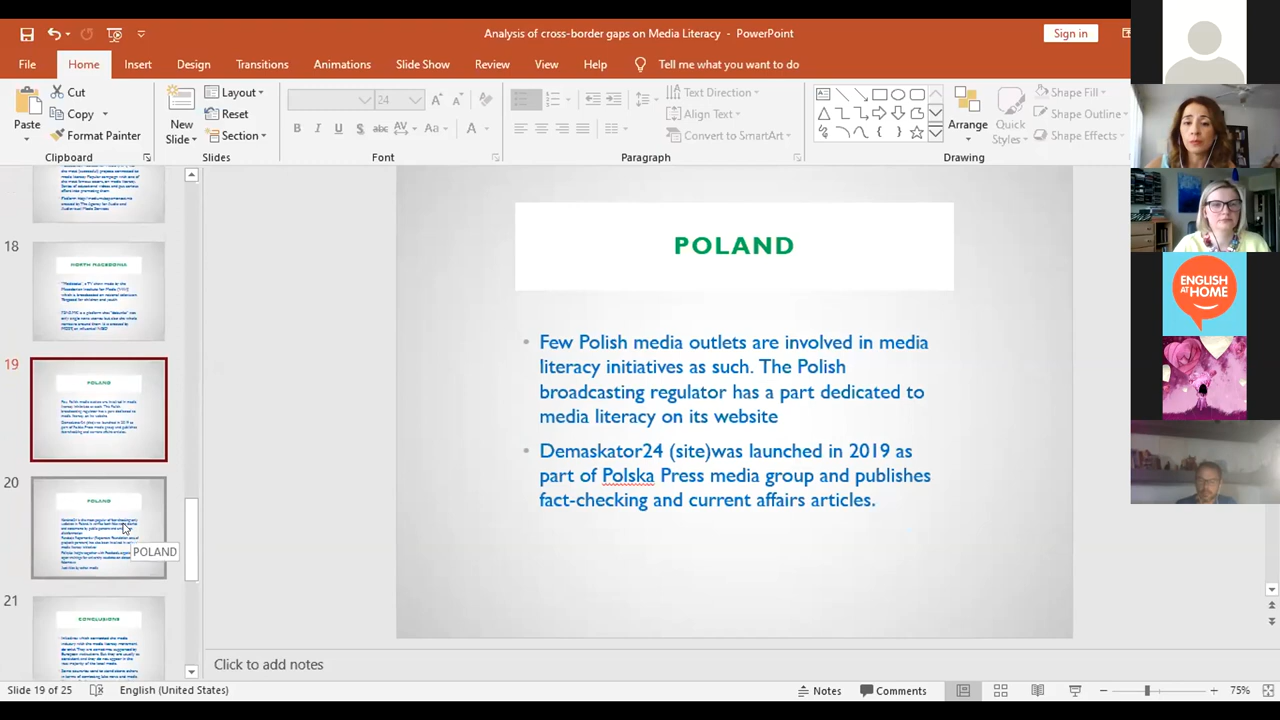 Analysis of cross-border gaps on Media Literacy - PowerPoint
Sign in
File
Home
Insert
Design
Transitions
Animations
Slide Show
Review
View
Help
Tell me what you want to do
Paste
Cut
Copy
Format Painter
Clipboard
New
Slide
Layout
Reset
Section
Slides
24
B I U S abc AV Aa A
Font
Text Direction
Align Text
Convert to SmartArt
Paragraph
Arrange
Quick
Styles
Shape Fill
Shape Outline
Shape Effects
Drawing
18
NORTH MACEDONIA
19
POLAND
20
POLAND
POLAND
21
CONCLUSIONS
POLAND
Few Polish media outlets are involved in media
literacy initiatives as such. The Polish
broadcasting regulator has a part dedicated to
media literacy on its website
Demaskator24 (site)was launched in 2019 as
part of Polska Press media group and publishes
fact-checking and current affairs articles.
ENGLISH
AT HOME
Click to add notes
Slide 19 of 25
English (United States)
Notes
Comments
75%